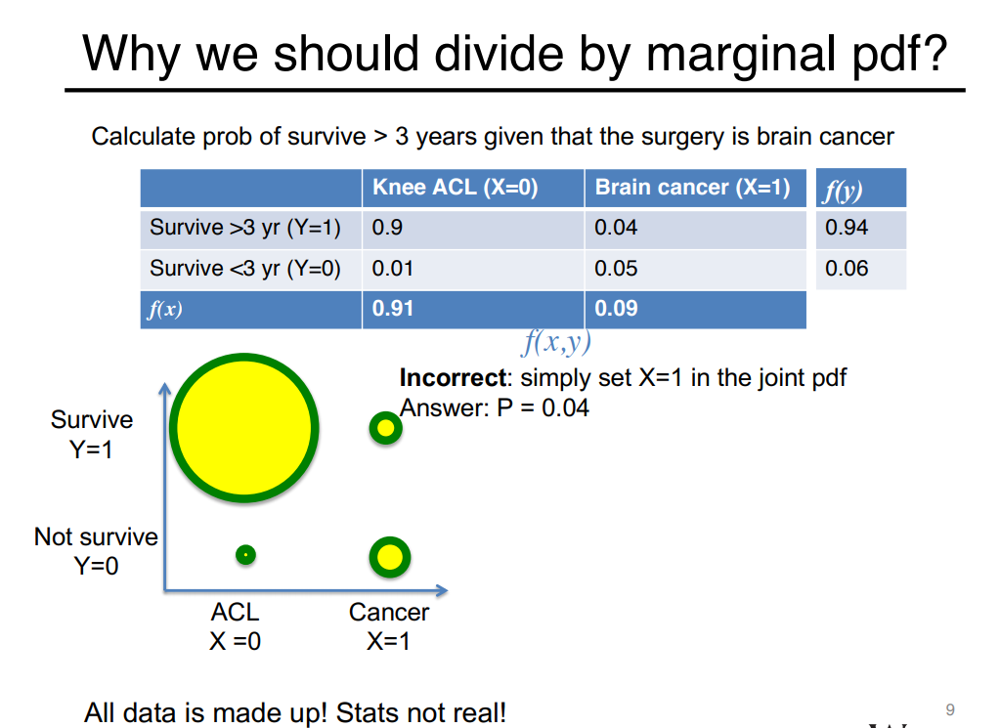 Why we should divide by marginal pdf?
Calculate prob of survive > 3 years given that the surgery is brain cancer
Knee ACL (X=0) Brain cancer (X=1) f(y)
Survive >3 yr (Y=1) 0.9 0.04 0.94
Survive <3 yr (Y=0) 0.01 0.05 0.06
f(x) 0.91 0.09
f(x,y)
Incorrect: simply set X=1 in the joint pdf
Answer: P = 0.04
Survive
Y=1
Not survive
Y=0
ACL
X =0
Cancer
X=1
All data is made up! Stats not real!
9